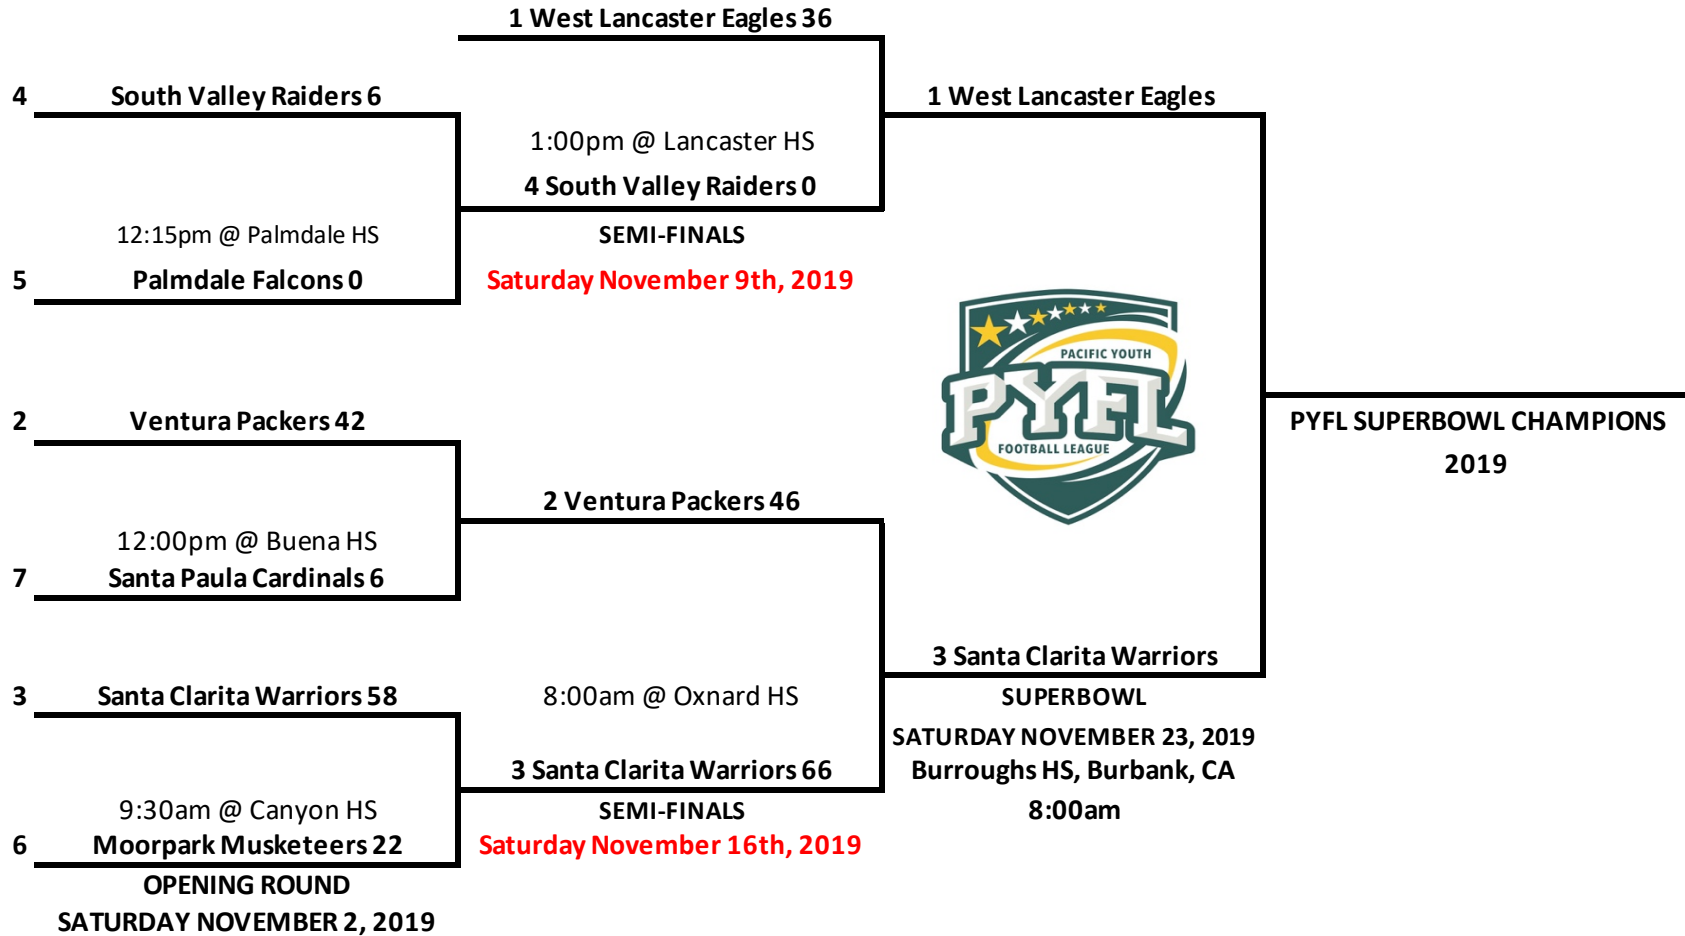 1 West Lancaster Eagles 36
4 South Valley Raiders 6
1 West Lancaster Eagles
1:00pm @ Lancaster HS
4 South Valley Raiders 0
12:15pm @ Palmdale HS
SEMI-FINALS
5 Palmdale Falcons 0
Saturday November 9th, 2019
PACIFIC YOUTH
PYFL
FOOTBALL LEAGUE
2 Ventura Packers 42
PYFL SUPERBOWL CHAMPIONS
2019
2 Ventura Packers 46
12:00pm @ Buena HS
7 Santa Paula Cardinals 6
3 Santa Clarita Warriors
3 Santa Clarita Warriors 58
8:00am @ Oxnard HS
SUPERBOWL
SATURDAY NOVEMBER 23, 2019
3 Santa Clarita Warriors 66
Burroughs HS, Burbank, CA
9:30am @ Canyon HS
SEMI-FINALS
8:00am
6 Moorpark Musketeers 22
Saturday November 16th, 2019
OPENING ROUND
SATURDAY NOVEMBER 2, 2019